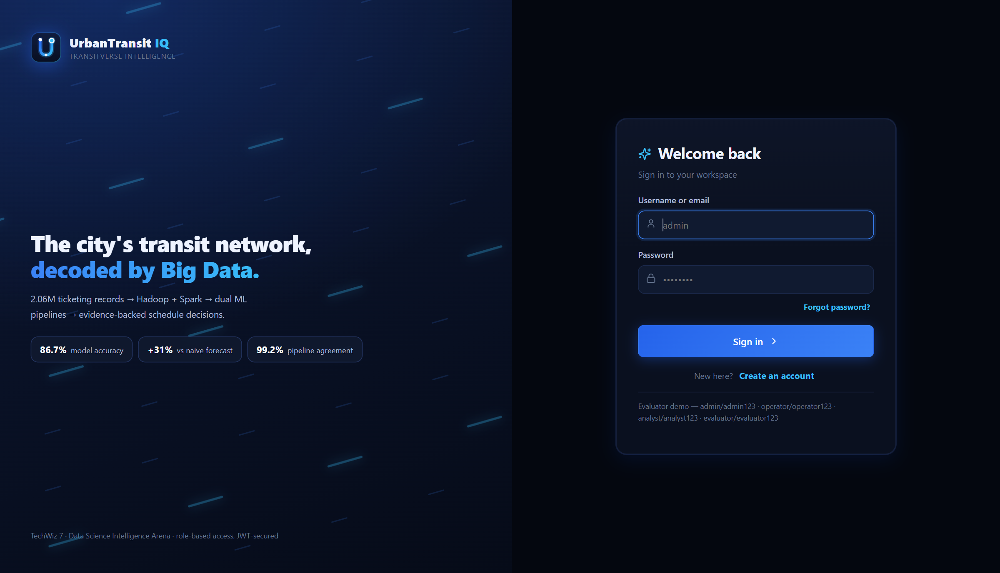 UrbanTransit IQ
TRANSITVERSE INTELLIGENCE
The city's transit network,
decoded by Big Data.
2.06M ticketing records → Hadoop + Spark → dual ML
pipelines → evidence-backed schedule decisions.
86.7% model accuracy
+31% vs naive forecast
99.2% pipeline agreement
TechWiz 7 · Data Science Intelligence Arena · role-based access, JWT-secured
Welcome back
Sign in to your workspace
Username or email
admin
Password
••••••••
Forgot password?
Sign in
New here? Create an account
Evaluator demo — admin/admin123 · operator/operator123 ·
analyst/analyst123 · evaluator/evaluator123